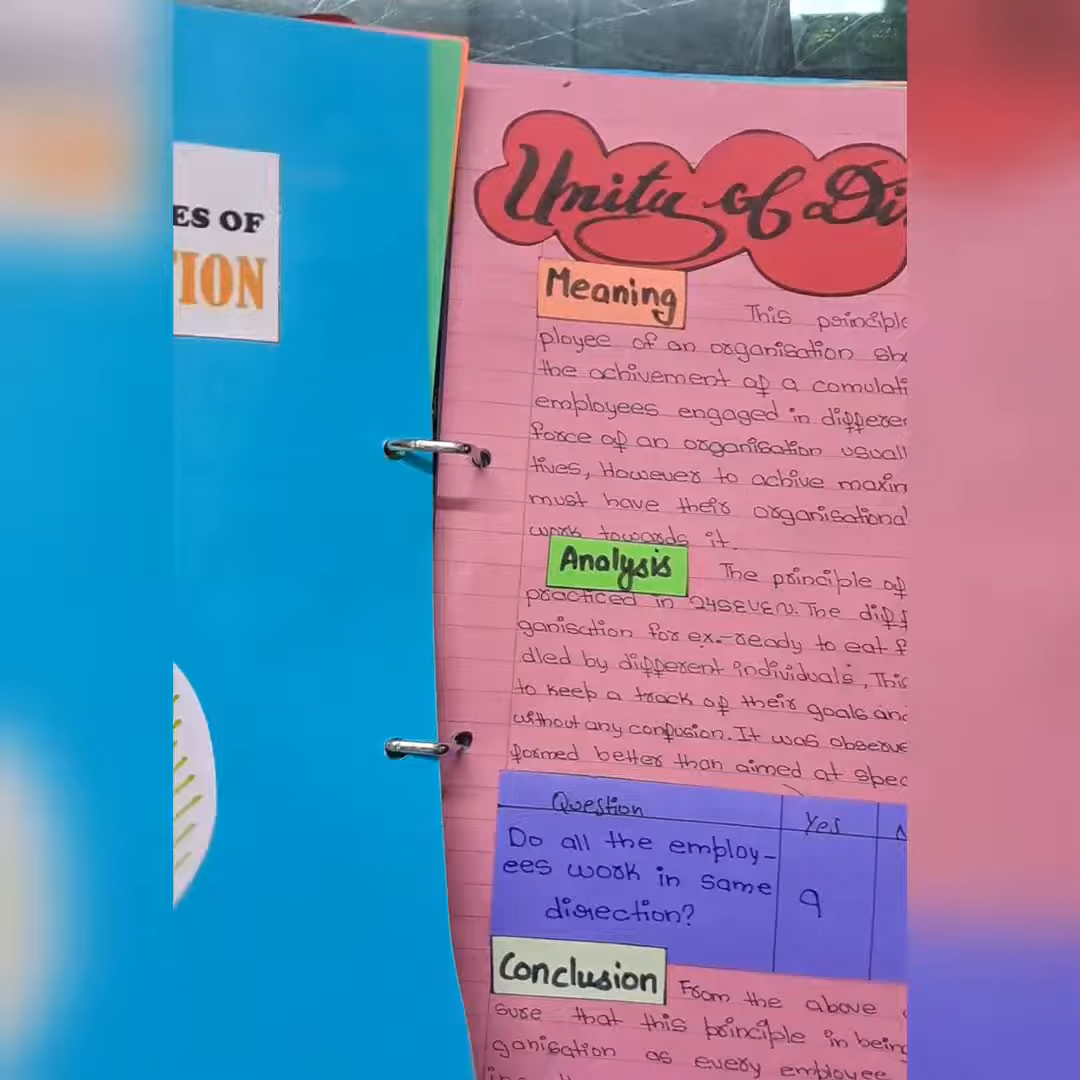 ES OF
TION
Unity of Di
Meaning
This principle
ployee of an organisation sh
the achivement of a comulati
employees engaged in differen
force of an organisation usuall
tives, However to achive maxim
must have their organisational
work towards it.
Analysis
The principle of
practiced in 24SEVEN. The diff
ganisation for ex.-ready to eat f
dled by different individuals, This
to keep a track of their goals and
without any confusion. It was observe
formed better than aimed at spec
Question
Yes
Do all the employ-
ees work in same
direction?
9
Conclusion
From the above
sure that this principle in being
ganisation as every employee